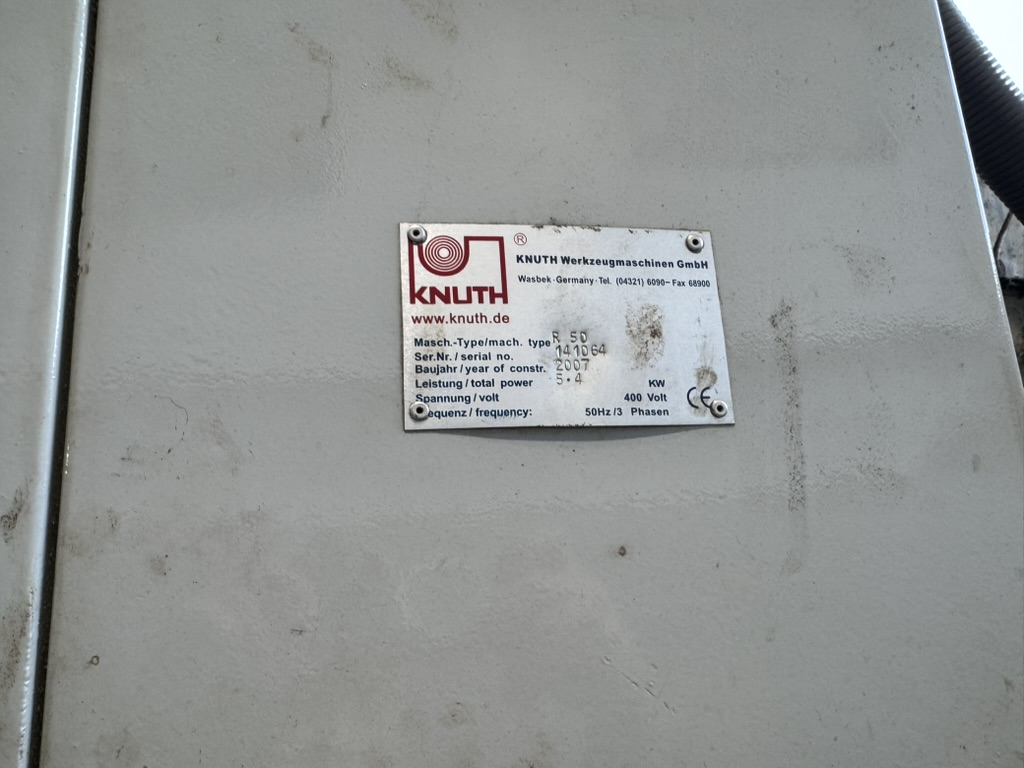 KNUTH
®
KNUTH Werkzeugmaschinen GmbH
Wasbek·Germany·Tel. (04321) 6090–Fax 68900
www.knuth.de
Masch.-Type/mach. type R 50
Ser.Nr./serial no. 141064
Baujahr/year of constr. 2007
Leistung/total power 5.4 KW
Spannung/volt 400 Volt
Frequenz/frequency: 50Hz/3 Phasen
CE